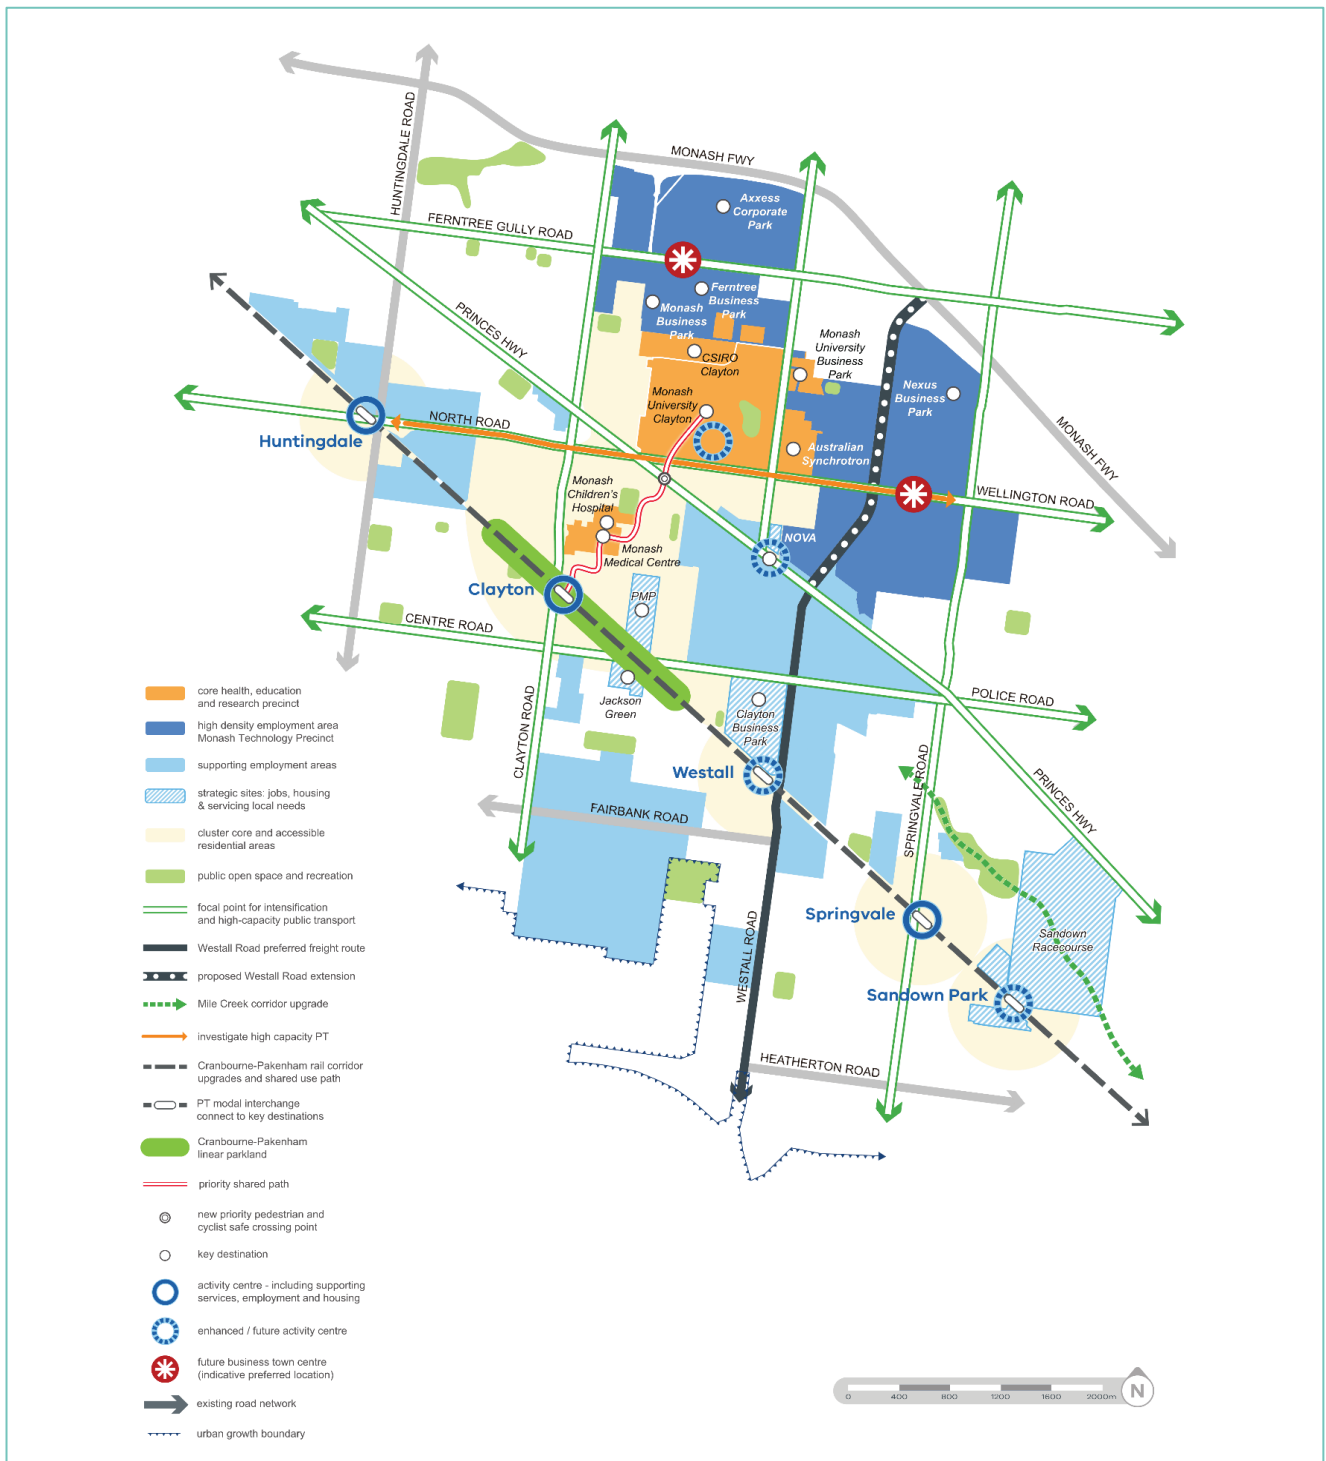 HUNTINGDALE ROAD
MONASH FWY
Axxess
Corporate
Park
FERNTREE GULLY ROAD
PRINCES HWY
Ferntree
Business
Park
Monash
Business
Park
CSIRO
Clayton
Monash
University
Business
Park
Nexus
Business
Park
Monash
University
Clayton
NORTH ROAD
Huntingdale
Australian
Synchrotron
MONASH FWY
WELLINGTON ROAD
Monash
Children's
Hospital
NOVA
Monash
Medical Centre
Clayton
PMP
CENTRE ROAD
POLICE ROAD
Jackson
Green
CLAYTON ROAD
Clayton
Business
Park
Westall
PRINCES HWY
SPRINGVALE ROAD
FAIRBANK ROAD
Springvale
Sandown
Racecourse
WESTALL ROAD
Sandown Park
HEATHERTON ROAD
core health, education
and research precinct
high density employment area
Monash Technology Precinct
supporting employment areas
strategic sites: jobs, housing
& servicing local needs
cluster core and accessible
residential areas
public open space and recreation
focal point for intensification
and high-capacity public transport
Westall Road preferred freight route
proposed Westall Road extension
Mile Creek corridor upgrade
investigate high capacity PT
Cranbourne-Pakenham rail corridor
upgrades and shared use path
PT modal interchange
connect to key destinations
Cranbourne-Pakenham
linear parkland
priority shared path
new priority pedestrian and
cyclist safe crossing point
key destination
activity centre - including supporting
services, employment and housing
enhanced / future activity centre
future business town centre
(indicative preferred location)
existing road network
urban growth boundary
0 400 800 1200 1600 2000m
N